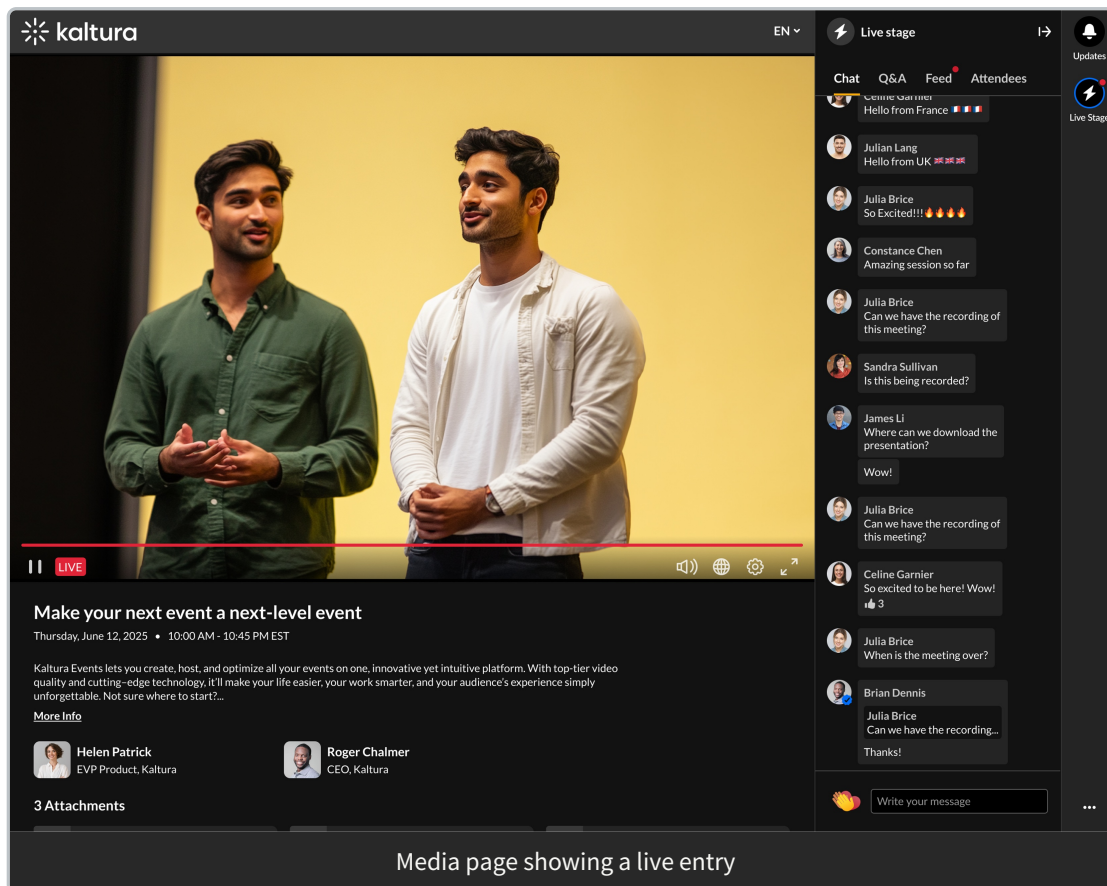 kaltura
EN
Live stage
Updates
Live Stage
Chat Q&A Feed Attendees
Celine Garnier
Hello from France 🇫🇷🇫🇷🇫🇷
Julian Lang
Hello from UK 🇬🇧🇬🇧🇬🇧
Julia Brice
So Excited!!!🔥🔥🔥🔥
Constance Chen
Amazing session so far
Julia Brice
Can we have the recording of
this meeting?
Sandra Sullivan
Is this being recorded?
James Li
Where can we download the
presentation?
Wow!
Julia Brice
Can we have the recording of
this meeting?
Celine Garnier
So excited to be here! Wow!
👍 3
Julia Brice
When is the meeting over?
Brian Dennis
Julia Brice
Can we have the recording...
Thanks!
Write your message
LIVE
Make your next event a next-level event
Thursday, June 12, 2025 • 10:00 AM - 10:45 PM EST
Kaltura Events lets you create, host, and optimize all your events on one, innovative yet intuitive platform. With top-tier video
quality and cutting–edge technology, it'll make your life easier, your work smarter, and your audience's experience simply
unforgettable. Not sure where to start?...
More Info
Helen Patrick
EVP Product, Kaltura
Roger Chalmer
CEO, Kaltura
3 Attachments
Media page showing a live entry